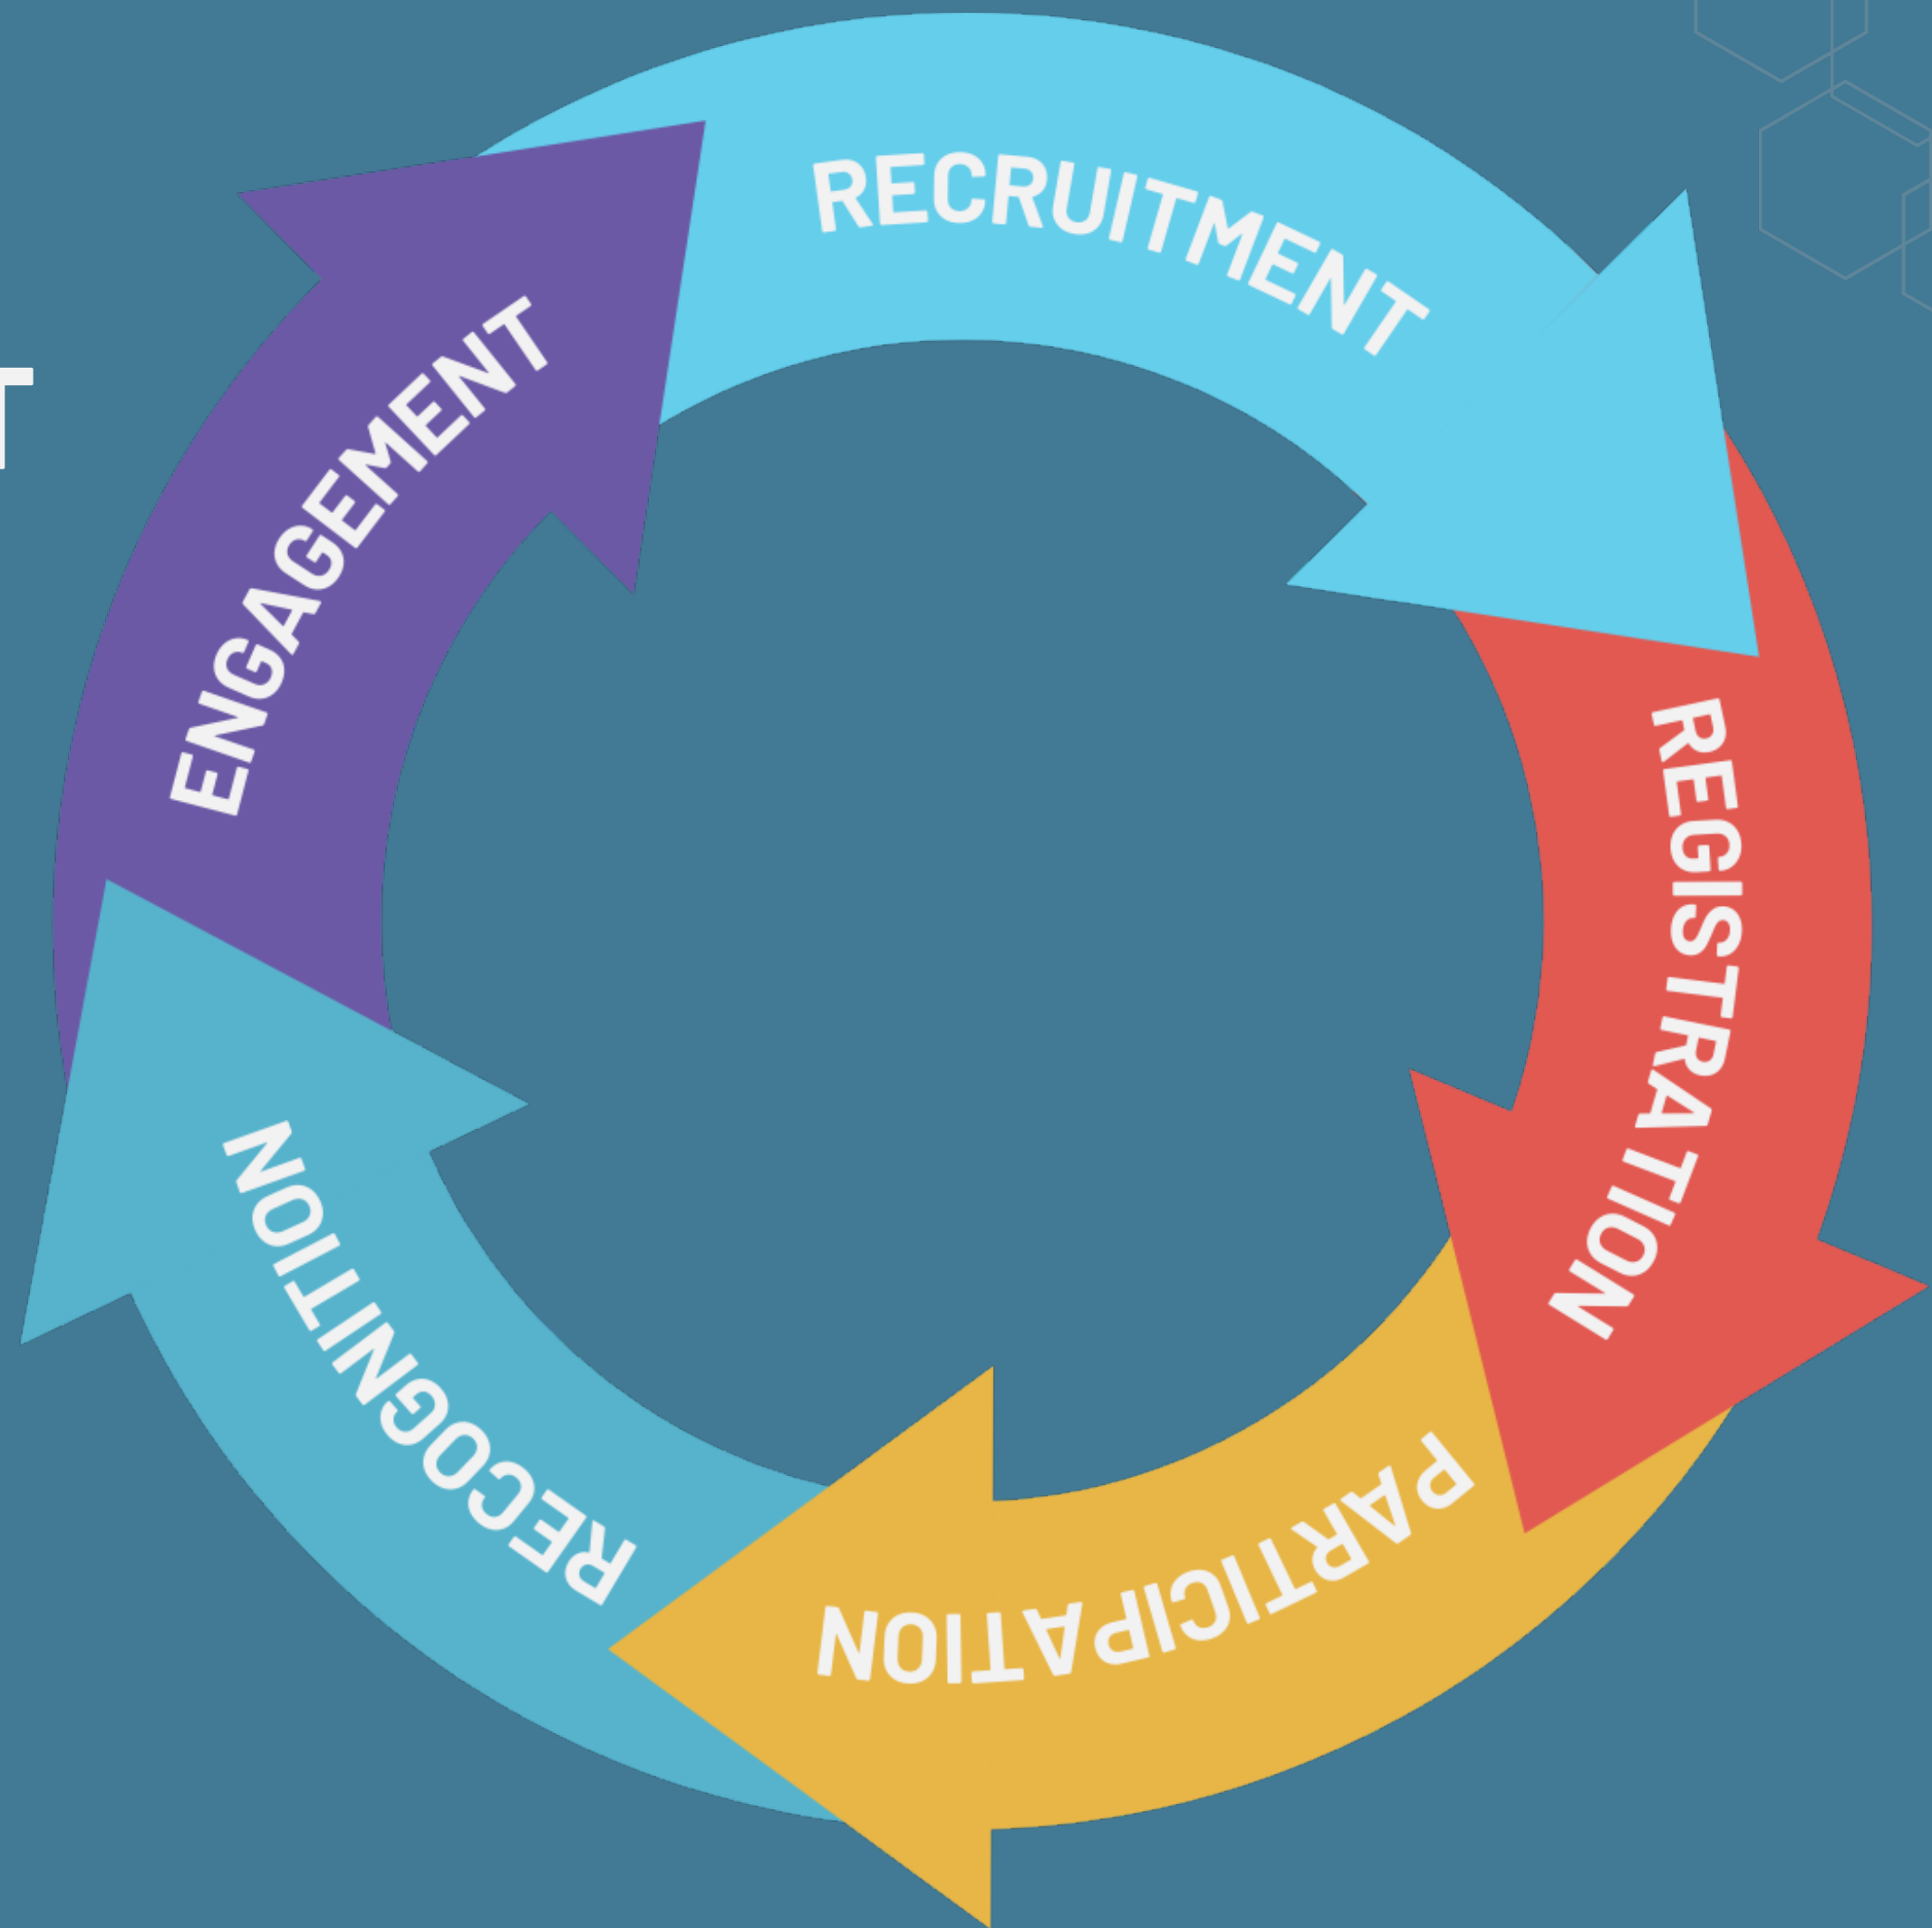 RECRUITMENT
REGISTRATION
PARTICIPATION
RECOGNITION
ENGAGEMENT
T